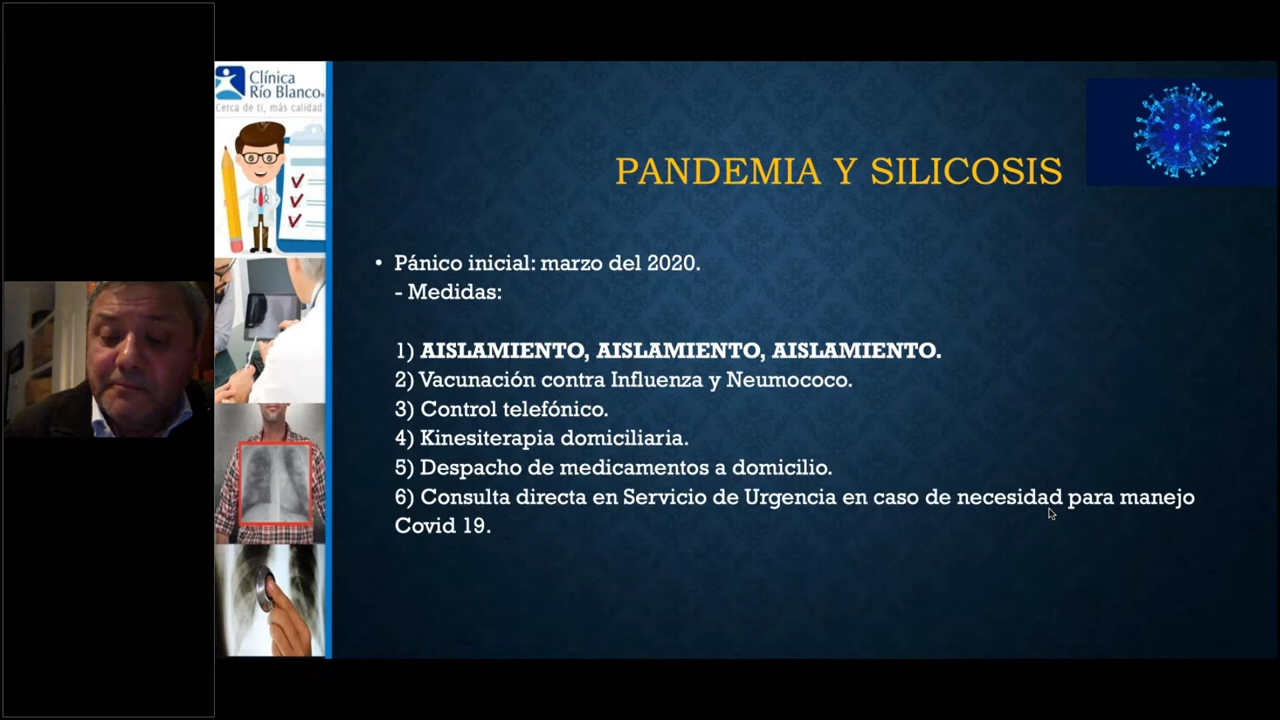 Clínica
Río Blanco
Cerca de ti, más calidad
PANDEMIA Y SILICOSIS
• Pánico inicial: marzo del 2020.
- Medidas:
1) AISLAMIENTO, AISLAMIENTO, AISLAMIENTO.
2) Vacunación contra Influenza y Neumococo.
3) Control telefónico.
4) Kinesiterapia domiciliaria.
5) Despacho de medicamentos a domicilio.
6) Consulta directa en Servicio de Urgencia en caso de necesidad para manejo
Covid 19.